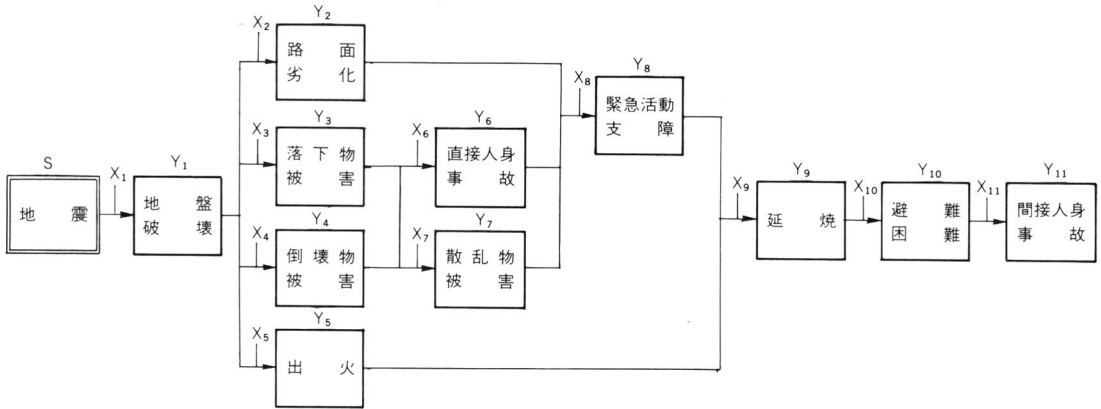 S
地 震
X₁
Y₁
地 盤
破 壊
X₂
Y₂
路 面
劣 化
X₃
Y₃
落 下 物
被 害
X₄
Y₄
倒 壊 物
被 害
X₅
Y₅
出 火
X₆
Y₆
直接人身
事 故
X₇
Y₇
散 乱 物
被 害
X₈
Y₈
緊急活動
支 障
X₉
Y₉
延 焼
X₁₀
Y₁₀
避 難
困 難
X₁₁
Y₁₁
間接人身
事 故